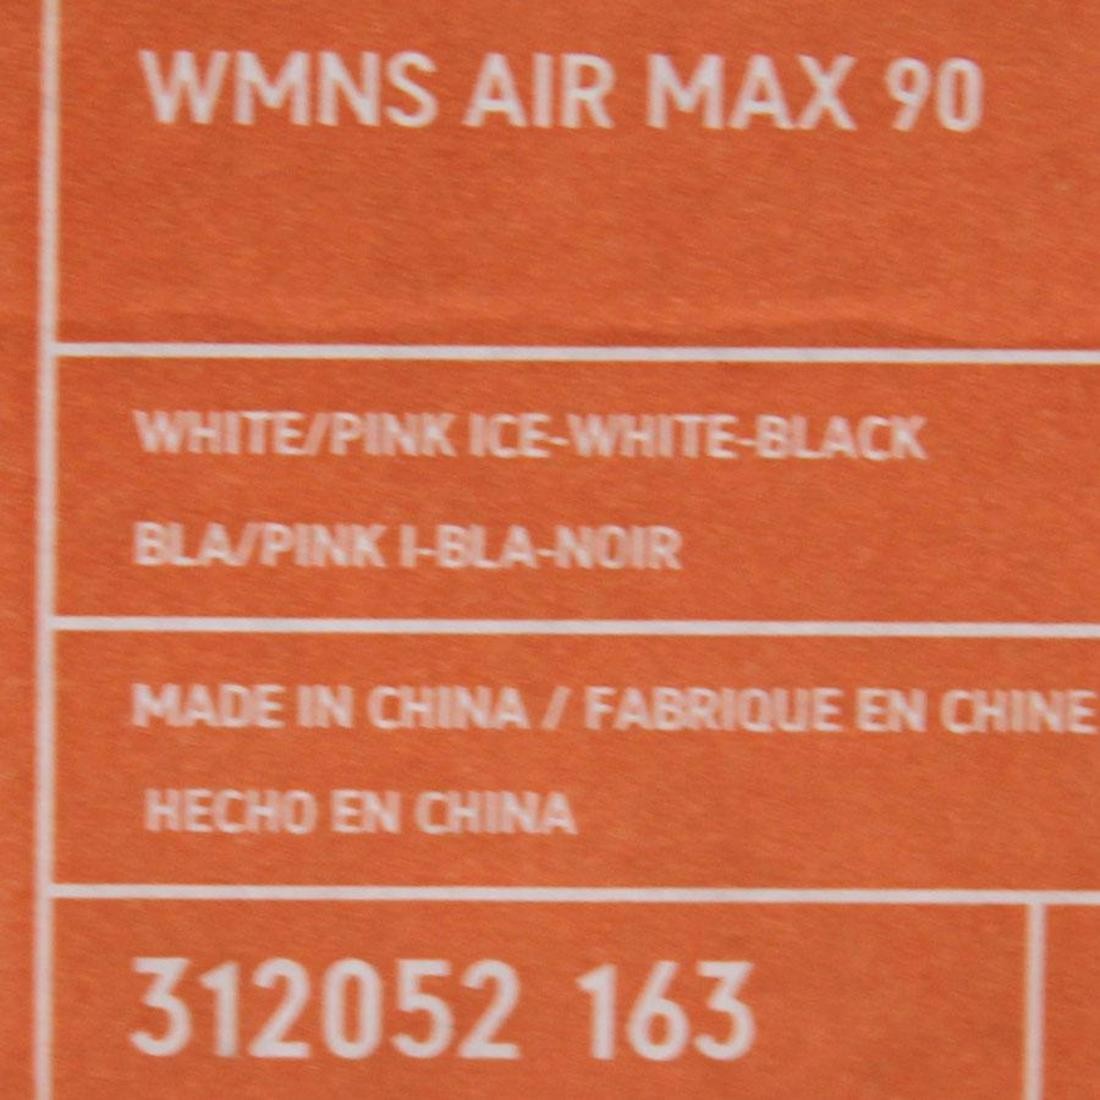 WMNS AIR MAX 90
WHITE/PINK ICE-WHITE-BLACK
BLA/PINK I-BLA-NOIR
MADE IN CHINA / FABRIQUE EN CHINE
HECHO EN CHINA
312052 163